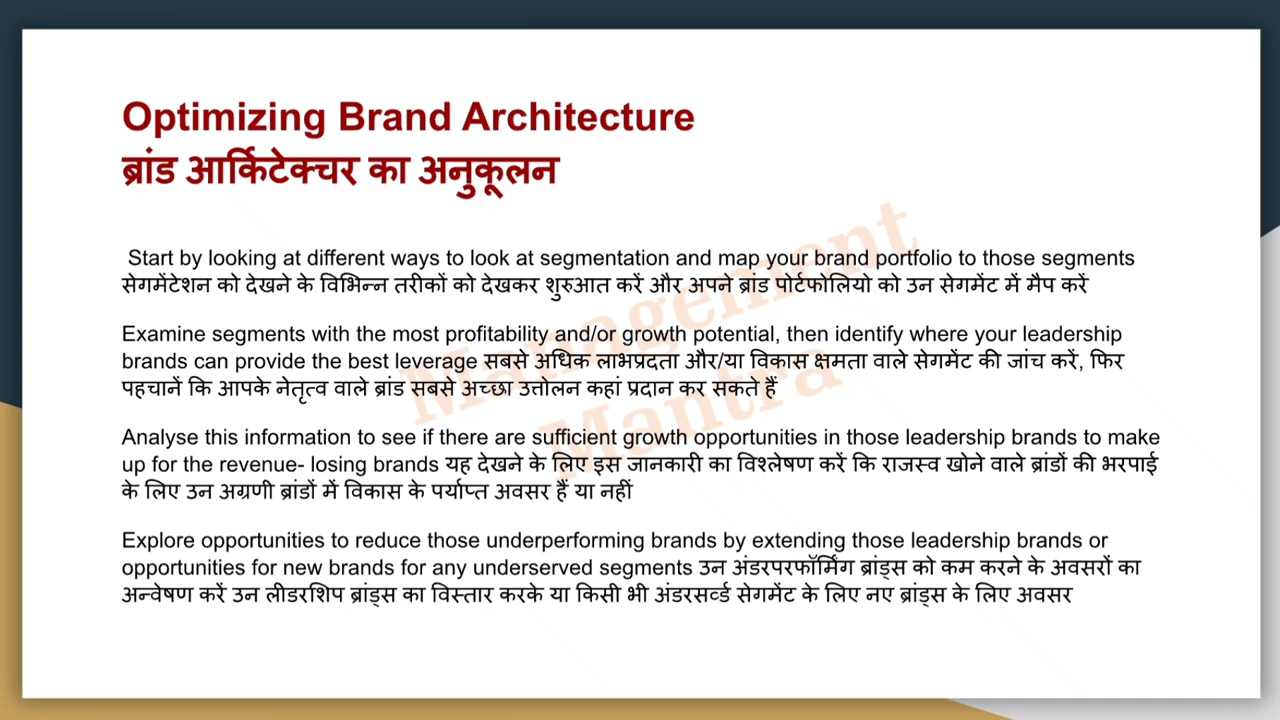 Optimizing Brand Architecture
ब्रांड आर्किटेक्चर का अनुकूलन
Start by looking at different ways to look at segmentation and map your brand portfolio to those segments
सेगमेंटेशन को देखने के विभिन्न तरीकों को देखकर शुरुआत करें और अपने ब्रांड पोर्टफोलियो को उन सेगमेंट में मैप करें
Examine segments with the most profitability and/or growth potential, then identify where your leadership
brands can provide the best leverage सबसे अधिक लाभप्रदता और/या विकास क्षमता वाले सेगमेंट की जांच करें, फिर
पहचानें कि आपके नेतृत्व वाले ब्रांड सबसे अच्छा उत्तोलन कहां प्रदान कर सकते हैं
Analyse this information to see if there are sufficient growth opportunities in those leadership brands to make
up for the revenue- losing brands यह देखने के लिए इस जानकारी का विश्लेषण करें कि राजस्व खोने वाले ब्रांडों की भरपाई
के लिए उन अग्रणी ब्रांडों में विकास के पर्याप्त अवसर हैं या नहीं
Explore opportunities to reduce those underperforming brands by extending those leadership brands or
opportunities for new brands for any underserved segments उन अंडरपरफॉर्मिंग ब्रांड्स को कम करने के अवसरों का
अन्वेषण करें उन लीडरशिप ब्रांड्स का विस्तार करके या किसी भी अंडरसर्व्ड सेगमेंट के लिए नए ब्रांड्स के लिए अवसर
Management
Mantra